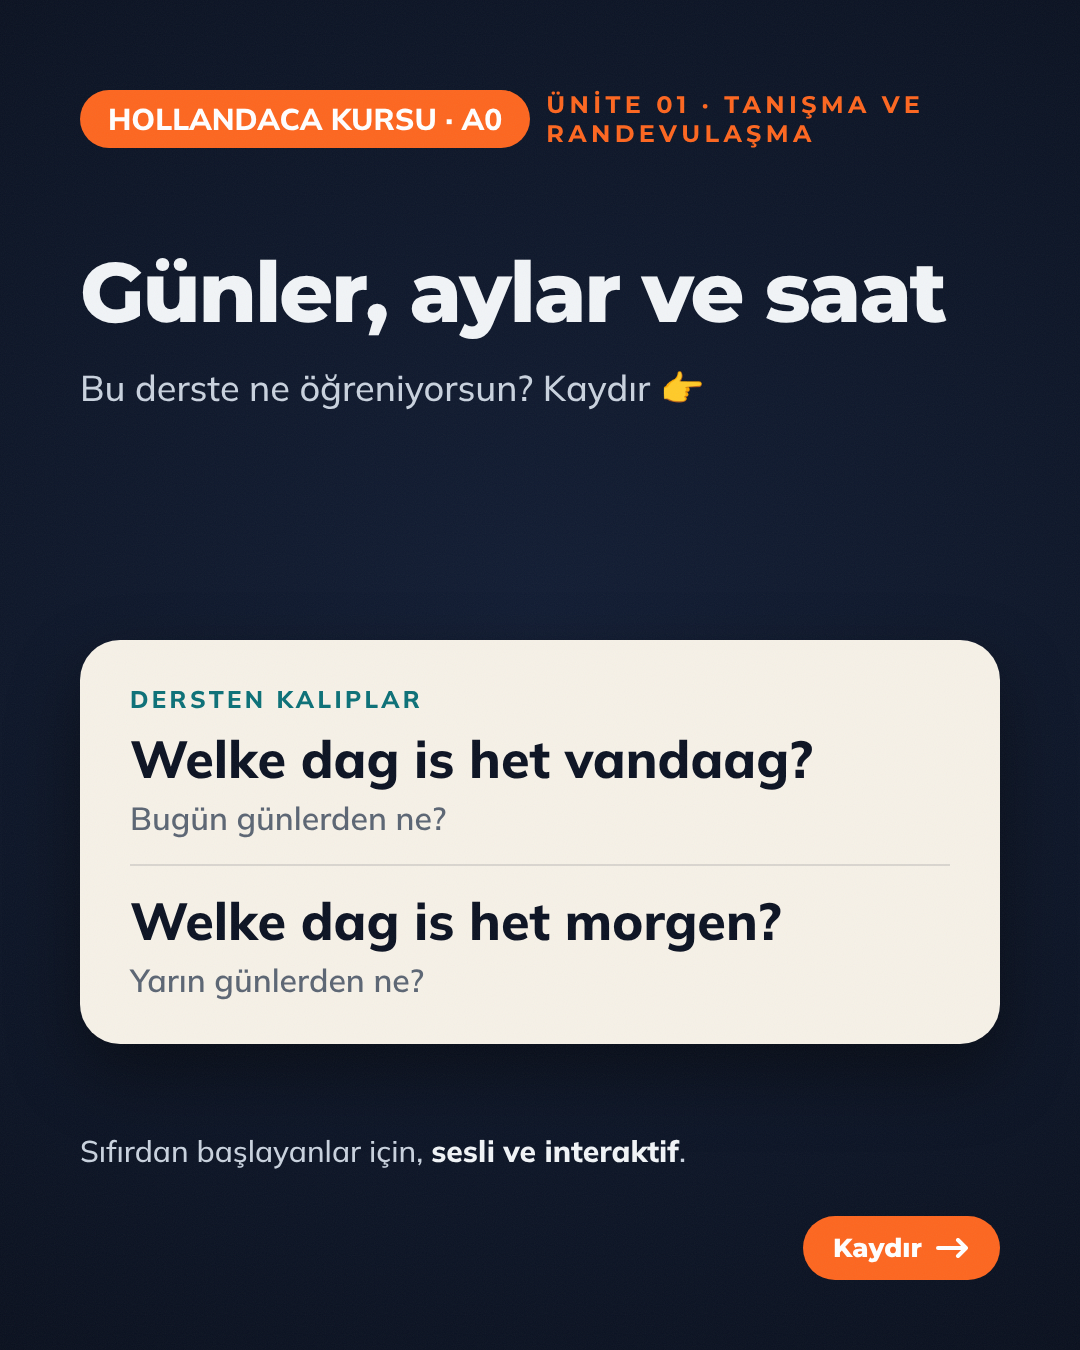 HOLLANDACA KURSU · A0
ÜNİTE 01 · TANIŞMA VE
RANDEVULAŞMA
Günler, aylar ve saat
Bu derste ne öğreniyorsun? Kaydır 👉
DERSTEN KALIPLAR
Welke dag is het vandaag?
Bugün günlerden ne?
Welke dag is het morgen?
Yarın günlerden ne?
Sıfırdan başlayanlar için, sesli ve interaktif.
Kaydır →